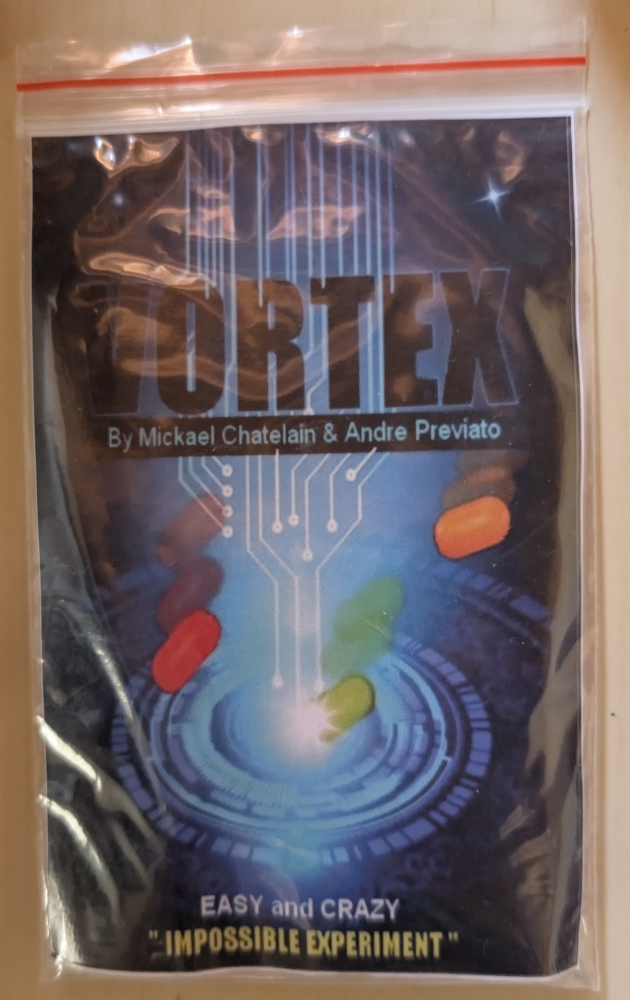 VORTEX
By Mickael Chatelain & Andre Previato
EASY and CRAZY
" IMPOSSIBLE EXPERIMENT "